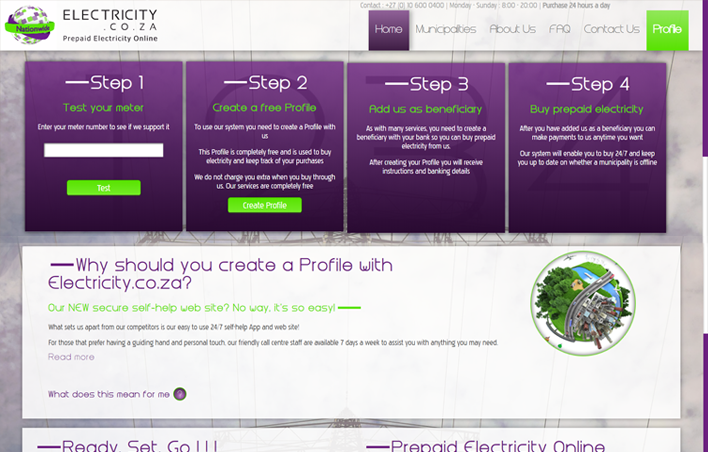 Contact : +27 (0) 10 600 0400 | Monday - Sunday : 8:00 - 20:00 | Purchase 24 hours a day
Nationwide
ELECTRICITY
.CO.ZA
Prepaid Electricity Online
Home
Municipalities
About Us
FAQ
Contact Us
Profile
Step 1
Test your meter
Enter your meter number to see if we support it
Test
Step 2
Create a free Profile
To use our system you need to create a Profile with
us
This Profile is completely free and is used to buy
electricity and keep track of your purchases
We do not charge you extra when you buy through
us. Our services are completely free
Create Profile
Step 3
Add us as beneficiary
As with many services, you need to create a
beneficiary with your bank so you can buy prepaid
electricity from us.
After creating your Profile you will receive
instructions and banking details
Step 4
Buy prepaid electricity
After you have added us as a beneficiary you can
make payments to us anytime you want
Our system will enable you to buy 24/7 and keep
you up to date on whether a municipality is offline
Why should you create a Profile with
Electricity.co.za?
Our NEW secure self-help web site? No way, it's so easy!
What sets us apart from our competitors is our easy to use 24/7 self-help App and web site!
For those that prefer having a guiding hand and personal touch, our friendly call centre staff are available 7 days a week to assist you with anything you may need.
Read more
What does this mean for me
Ready, Set, Go ! ! !
Prepaid Electricity Online